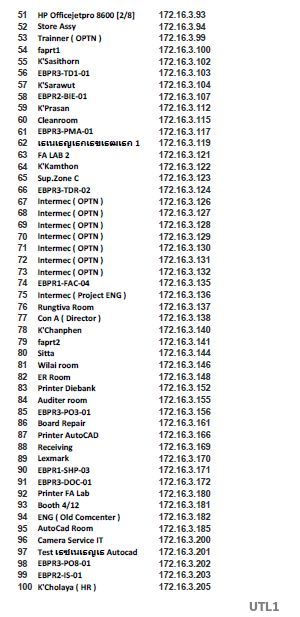 51 HP Officejetpro 8600 [2/8] 172.16.3.93
52 Store Assy 172.16.3.94
53 Trainner ( OPTN ) 172.16.3.99
54 faprt1 172.16.3.100
55 K'Sasithorn 172.16.3.102
56 EBPR3-TD1-01 172.16.3.103
57 K'Sarawut 172.16.3.104
58 EBPR2-BIE-01 172.16.3.107
59 K'Prasan 172.16.3.112
60 Cleanroom 172.16.3.115
61 EBPR3-PMA-01 172.16.3.117
62 1 172.16.3.119
63 FA LAB 2 172.16.3.121
64 K'Kamthon 172.16.3.122
65 Sup.Zone C 172.16.3.123
66 EBPR3-TDR-02 172.16.3.124
67 Intermec ( OPTN ) 172.16.3.126
68 Intermec ( OPTN ) 172.16.3.127
69 Intermec ( OPTN ) 172.16.3.128
70 Intermec ( OPTN ) 172.16.3.129
71 Intermec ( OPTN ) 172.16.3.130
72 Intermec ( OPTN ) 172.16.3.131
73 Intermec ( OPTN ) 172.16.3.132
74 EBPR1-FAC-04 172.16.3.135
75 Intermec ( Project ENG ) 172.16.3.136
76 Rungtiva Room 172.16.3.137
77 Con A ( Director ) 172.16.3.138
78 K'Chanphen 172.16.3.140
79 faprt2 172.16.3.141
80 Sitta 172.16.3.144
81 Wilai room 172.16.3.146
82 ER Room 172.16.3.148
83 Printer Diebank 172.16.3.152
84 Auditer room 172.16.3.155
85 EBPR3-PO3-01 172.16.3.156
86 Board Repair 172.16.3.161
87 Printer AutoCAD 172.16.3.166
88 Receiving 172.16.3.169
89 Lexmark 172.16.3.170
90 EBPR1-SHP-03 172.16.3.171
91 EBPR3-DOC-01 172.16.3.172
92 Printer FA Lab 172.16.3.180
93 Booth 4/12 172.16.3.181
94 ENG ( Old Comcenter ) 172.16.3.182
95 AutoCad Room 172.16.3.185
96 Camera Service IT 172.16.3.200
97 Test Autocad 172.16.3.201
98 EBPR3-PO8-01 172.16.3.202
99 EBPR2-IS-01 172.16.3.203
100 K'Cholaya ( HR ) 172.16.3.205
UTL1